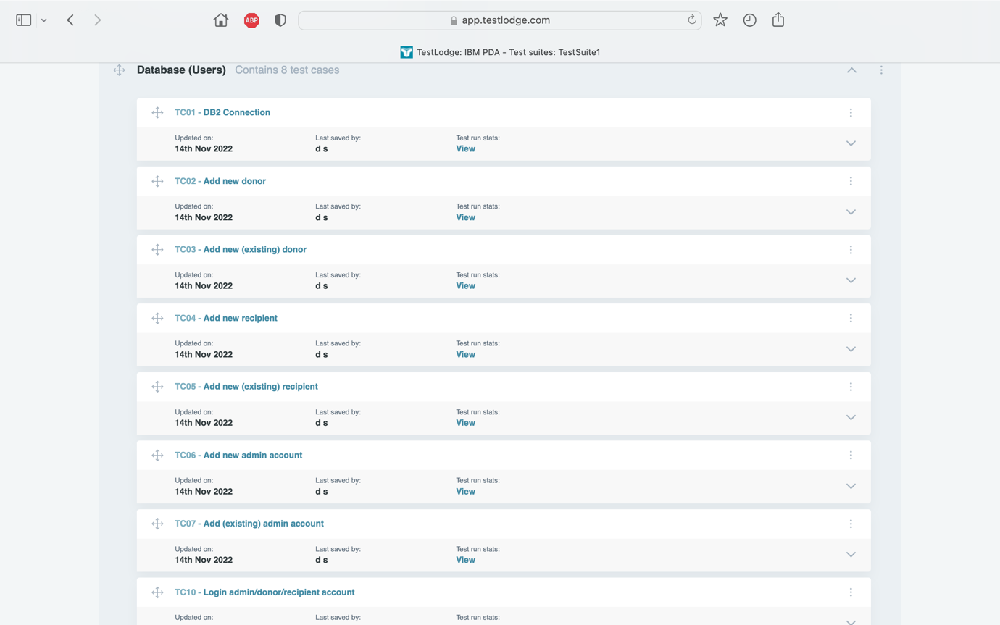 ABP
app.testlodge.com
TestLodge: IBM PDA - Test suites: TestSuite1
Database (Users) Contains 8 test cases
TC01 - DB2 Connection
Updated on: Last saved by: Test run stats:
14th Nov 2022 d s View
TC02 - Add new donor
Updated on: Last saved by: Test run stats:
14th Nov 2022 d s View
TC03 - Add new (existing) donor
Updated on: Last saved by: Test run stats:
14th Nov 2022 d s View
TC04 - Add new recipient
Updated on: Last saved by: Test run stats:
14th Nov 2022 d s View
TC05 - Add new (existing) recipient
Updated on: Last saved by: Test run stats:
14th Nov 2022 d s View
TC06 - Add new admin account
Updated on: Last saved by: Test run stats:
14th Nov 2022 d s View
TC07 - Add (existing) admin account
Updated on: Last saved by: Test run stats:
14th Nov 2022 d s View
TC10 - Login admin/donor/recipient account
Updated on: Last saved by: Test run stats: